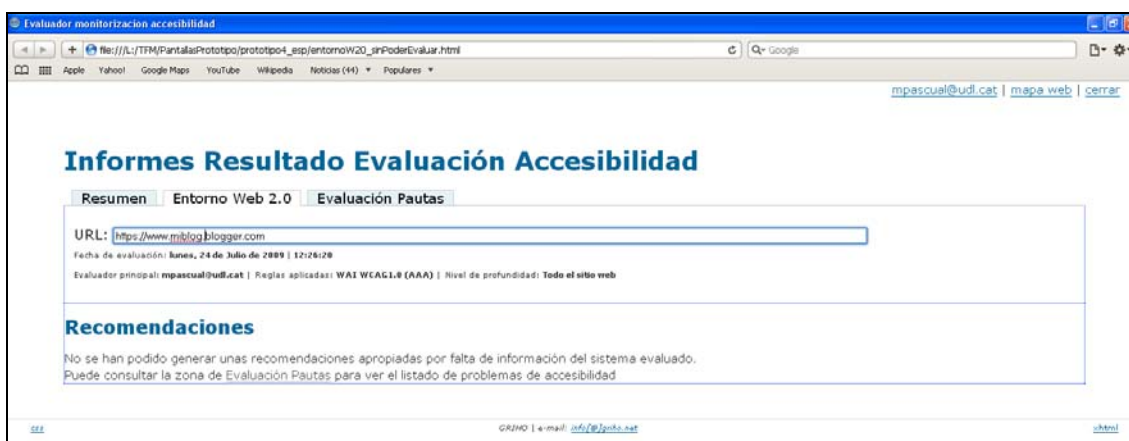 Evaluador monitorizacion accesibilidad
file:///L:/TFM/PantallasPrototipo/prototipo4_esp/entornoW20_sinPoderEvaluar.html
Google
Apple Yahoo! Google Maps YouTube Wikipedia Noticias (44) Populares
mpascual@udl.cat | mapa web | cerrar
Informes Resultado Evaluación Accesibilidad
Resumen Entorno Web 2.0 Evaluación Pautas
URL: https://www.miblog.blogger.com
Fecha de evaluación: lunes, 24 de Julio de 2009 | 12:26:20
Evaluador principal: mpascual@udl.cat | Reglas aplicadas: WAI WCAG1.0 (AAA) | Nivel de profundidad: Todo el sitio web
Recomendaciones
No se han podido generar unas recomendaciones apropiadas por falta de información del sistema evaluado.
Puede consultar la zona de Evaluación Pautas para ver el listado de problemas de accesibilidad
css GRIHO | e-mail: info[@]griho.net xhtml